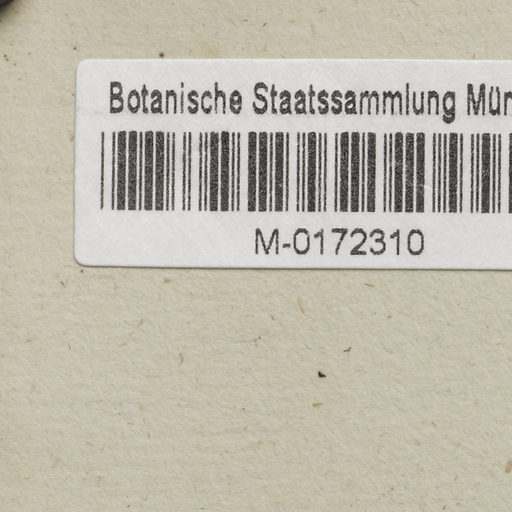 Botanische Staatssammlung Mün
M-0172310